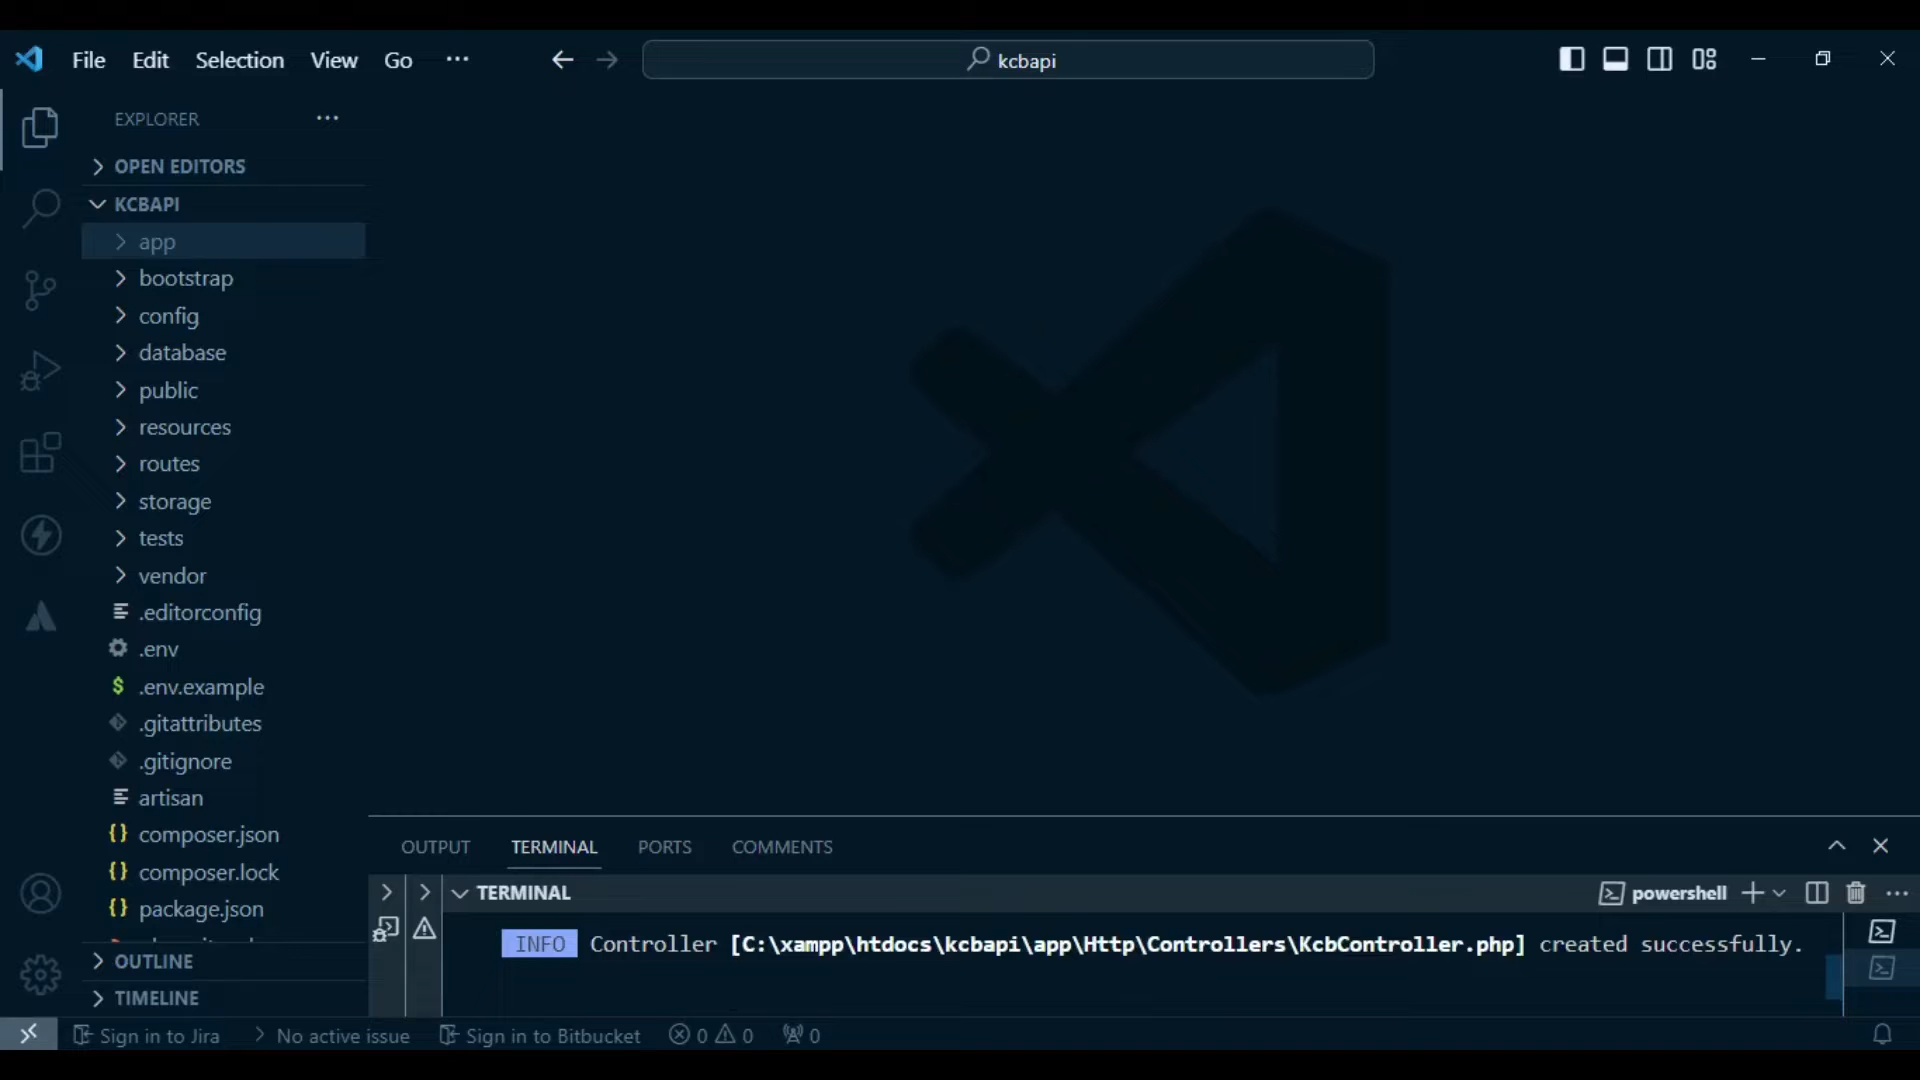 File Edit Selection View Go ···
kcbapi
EXPLORER ···
OPEN EDITORS
KCBAPI
app
bootstrap
config
database
public
resources
routes
storage
tests
vendor
.editorconfig
.env
.env.example
.gitattributes
.gitignore
artisan
composer.json
composer.lock
package.json
OUTLINE
TIMELINE
OUTPUT TERMINAL PORTS COMMENTS
TERMINAL
powershell
INFO Controller [C:\xampp\htdocs\kcbapi\app\Http\Controllers\KcbController.php] created successfully.
Sign in to Jira No active issue Sign in to Bitbucket 0 0 0